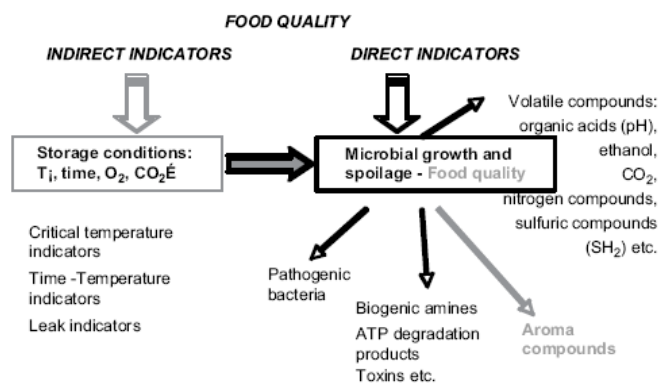 FOOD QUALITY
INDIRECT INDICATORS
DIRECT INDICATORS
Storage conditions:
Ti, time, O2, CO2É
Microbial growth and
spoilage - Food quality
Volatile compounds:
organic acids (pH),
ethanol,
CO2,
nitrogen compounds,
sulfuric compounds
(SH2) etc.
Critical temperature
indicators
Time -Temperature
indicators
Leak indicators
Pathogenic
bacteria
Biogenic amines
ATP degradation
products
Toxins etc.
Aroma
compounds